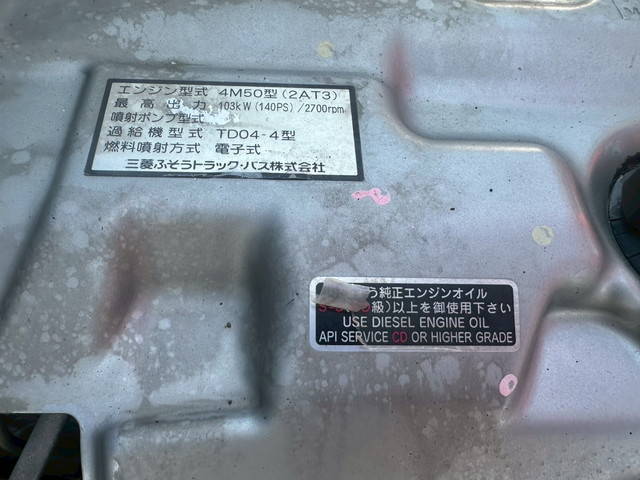 エンジン型式 4M50型(2AT3)
最高出力 103kW(140PS)/2700rpm
噴射ポンプ型式
過給機型式 TD04-4型
燃料噴射方式 電子式
三菱ふそうトラック・バス株式会社
う純正エンジンオイル
級)以上を御使用下さい
USE DIESEL ENGINE OIL
API SERVICE CD OR HIGHER GRADE